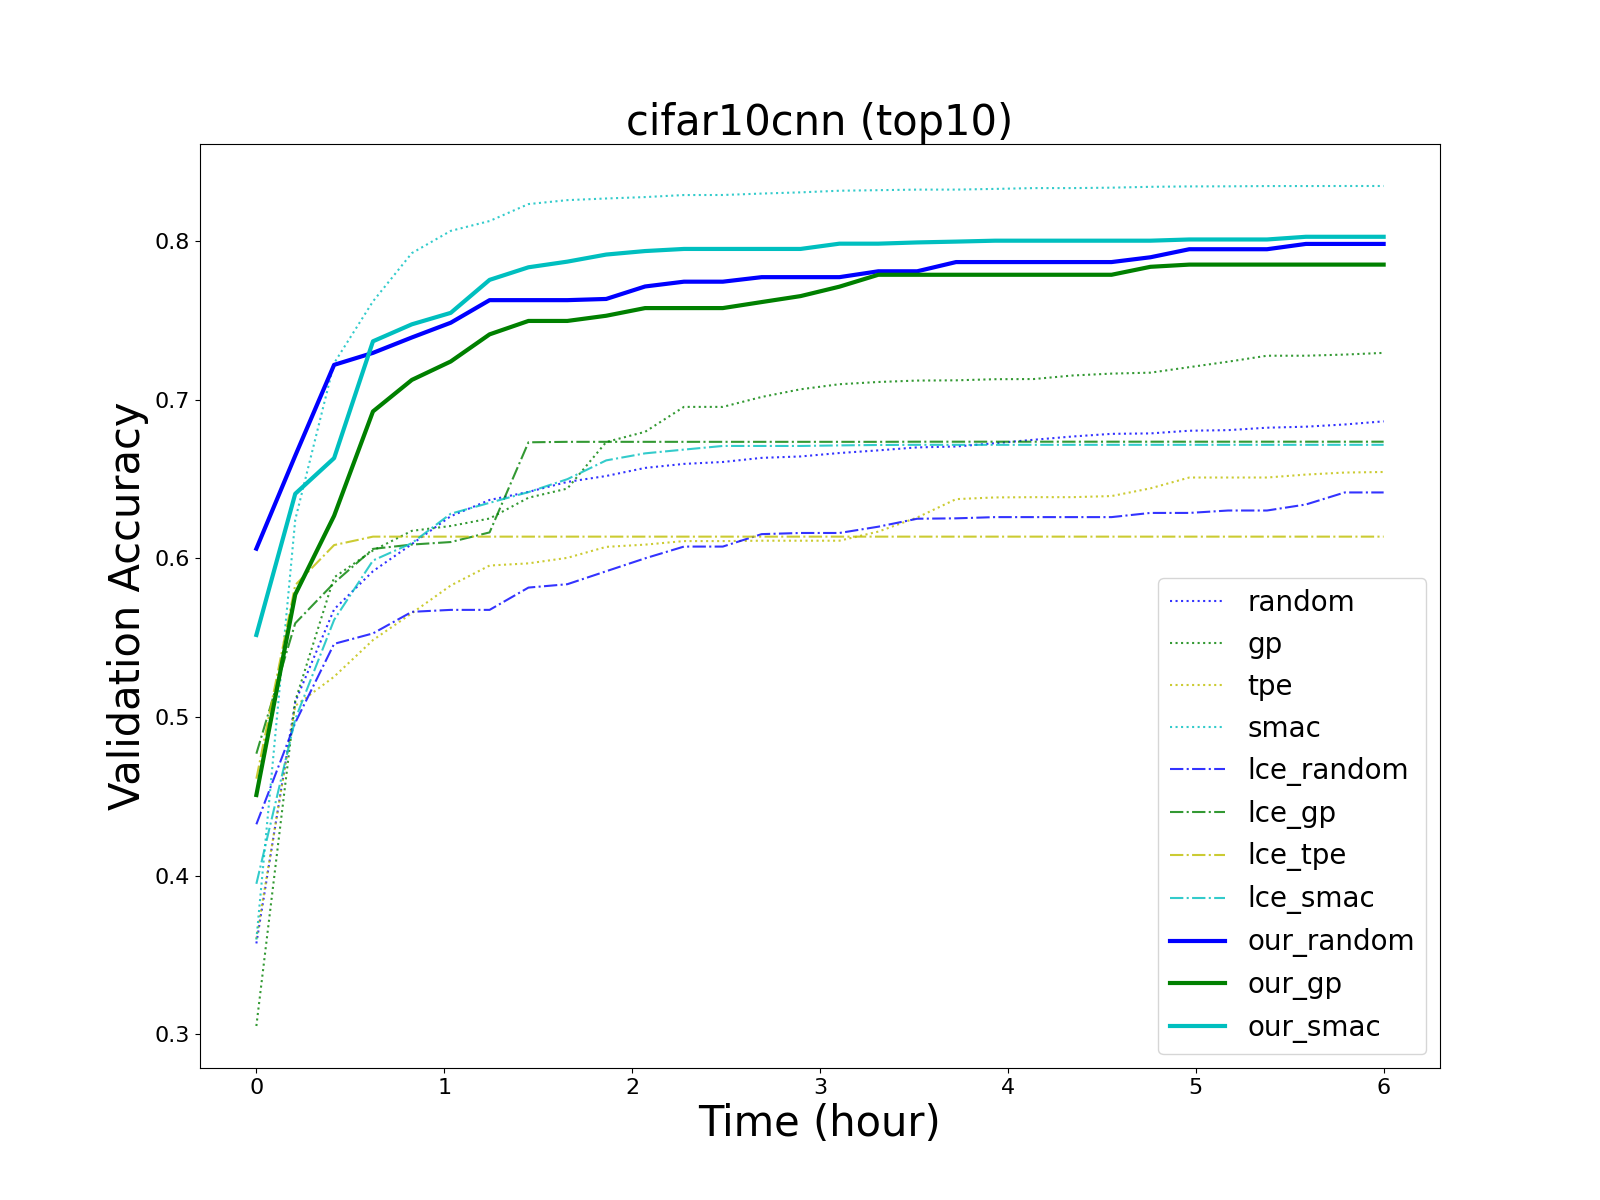 cifar10cnn (top10)
Validation Accuracy
0.8
0.7
0.6
0.5
0.4
0.3
random
gp
tpe
smac
lce_random
lce_gp
lce_tpe
lce_smac
our_random
our_gp
our_smac
0 1 2 3 4 5 6
Time (hour)